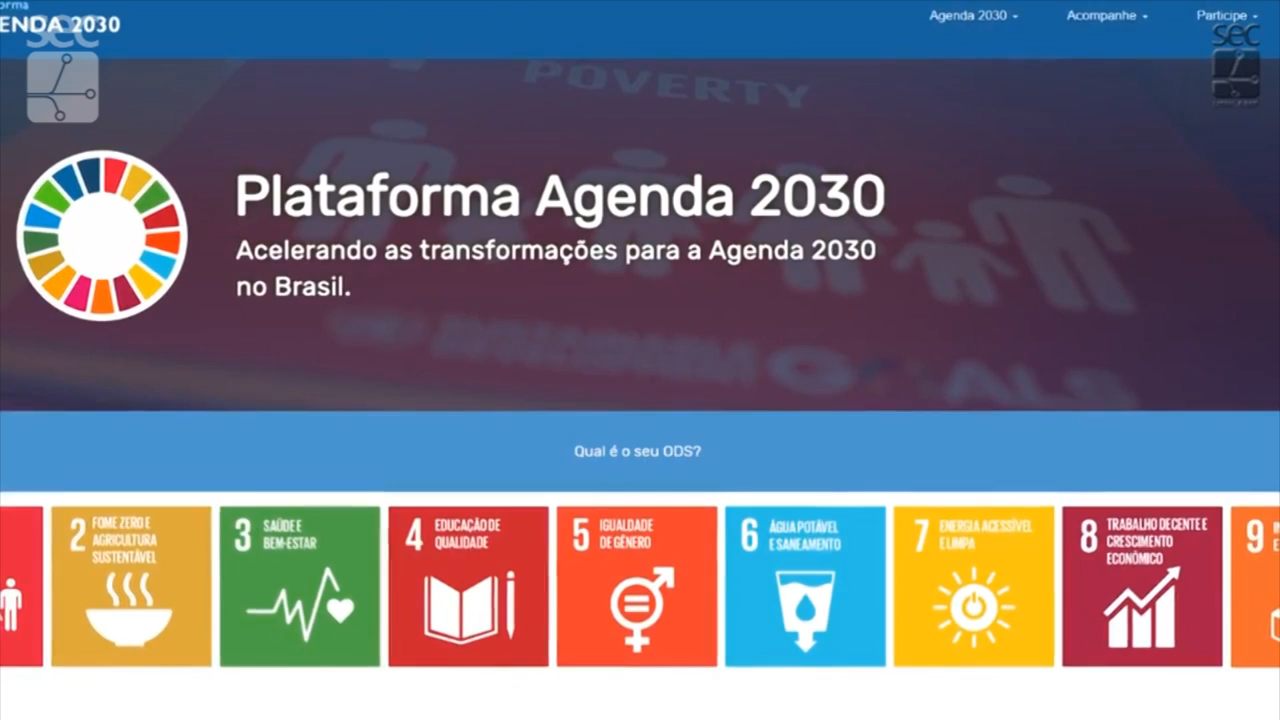 orma
ENDA 2030
Agenda 2030
Acompanhe
Participe
sec
sec
POVERTY
Plataforma Agenda 2030
Acelerando as transformações para a Agenda 2030
no Brasil.
Qual é o seu ODS?
2 FOME ZERO E
AGRICULTURA
SUSTENTÁVEL
3 SAÚDE E
BEM-ESTAR
4 EDUCAÇÃO DE
QUALIDADE
5 IGUALDADE
DE GÊNERO
6 ÁGUA POTÁVEL
E SANEAMENTO
7 ENERGIA ACESSÍVEL
E LIMPA
8 TRABALHO DECENTE E
CRESCIMENTO
ECONÔMICO
9